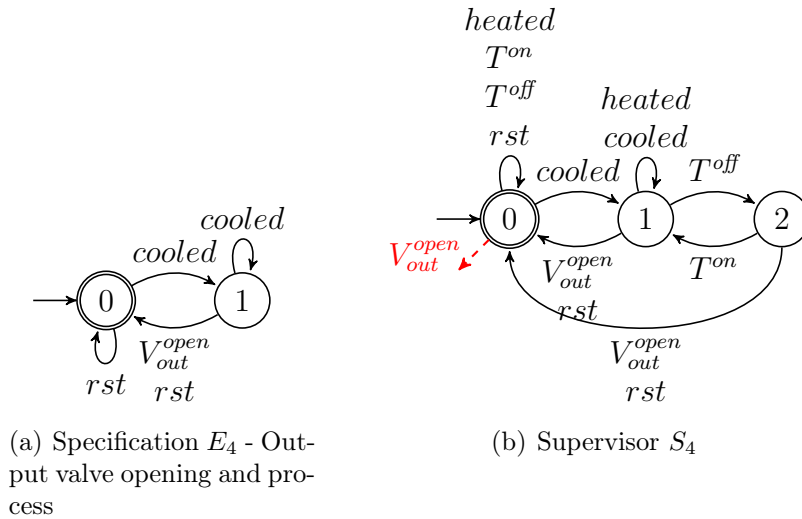 heated
T^on
T^off
rst
cooled
heated
cooled
T^off
0
1
2
V_out^open
V_out^open
rst
T^on
V_out^open
rst
cooled
cooled
0
1
rst
V_out^open
rst
(a) Specification E_4 - Out-
put valve opening and pro-
cess
(b) Supervisor S_4